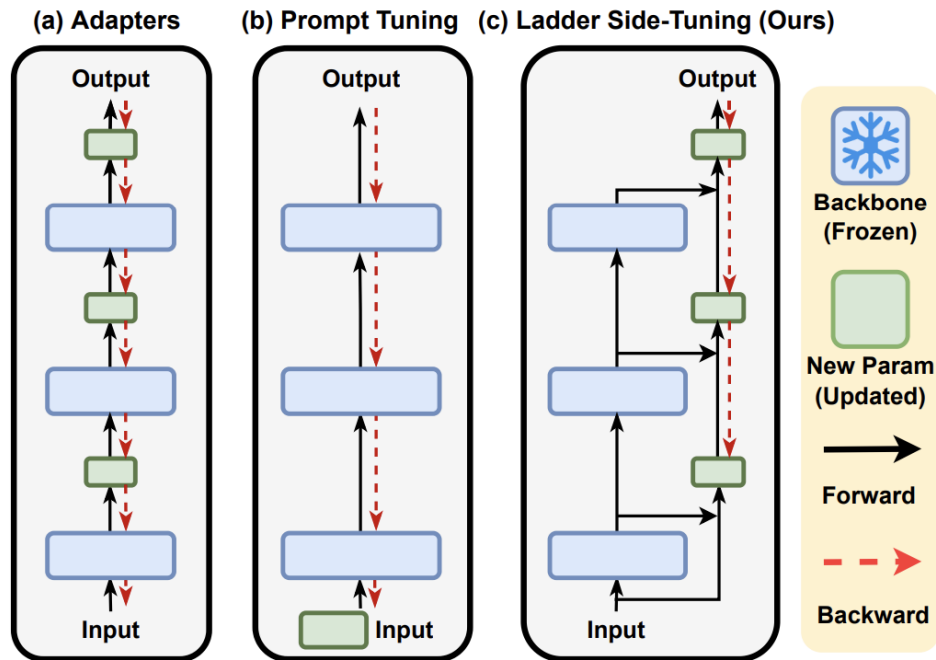 (a) Adapters
(b) Prompt Tuning
(c) Ladder Side-Tuning (Ours)
Output
Input
Output
Input
Output
Input
Backbone
(Frozen)
New Param
(Updated)
Forward
Backward